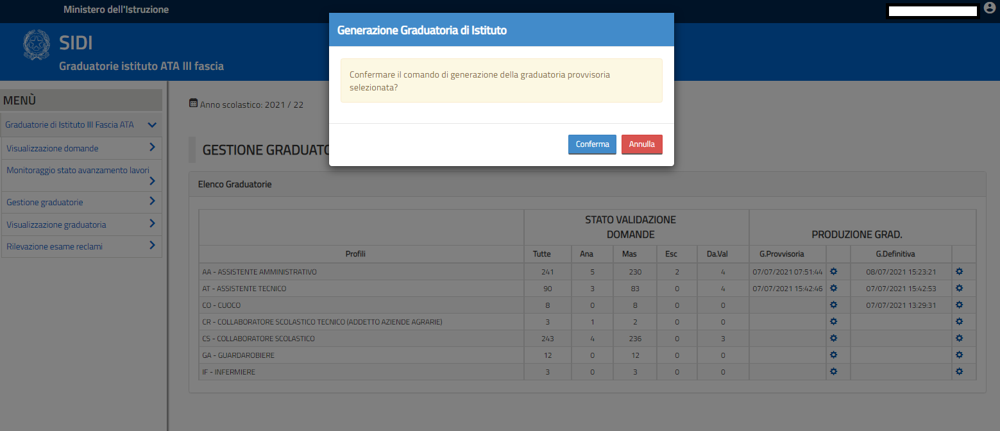 Ministero dell'Istruzione
SIDI
Graduatorie istituto ATA III fascia
Generazione Graduatoria di Istituto
Confermare il comando di generazione della graduatoria provvisoria
selezionata?
Conferma Annulla
MENÙ
Graduatorie di Istituto III Fascia ATA
Visualizzazione domande
Monitoraggio stato avanzamento lavori
Gestione graduatorie
Visualizzazione graduatoria
Rilevazione esame reclami
Anno scolastico: 2021 / 22
GESTIONE GRADUATO
Elenco Graduatorie
STATO VALIDAZIONE
DOMANDE
PRODUZIONE GRAD.
Profili Tutte Ana Mas Esc Da.Val G.Provvisoria G.Definitiva
AA - ASSISTENTE AMMINISTRATIVO 241 5 230 2 4 07/07/2021 07:51:44 08/07/2021 15:23:21
AT - ASSISTENTE TECNICO 90 3 83 0 4 07/07/2021 15:42:46 07/07/2021 15:42:53
CO - CUOCO 8 0 8 0 0 07/07/2021 13:29:31
CR - COLLABORATORE SCOLASTICO TECNICO (ADDETTO AZIENDE AGRARIE) 3 1 2 0 0
CS - COLLABORATORE SCOLASTICO 243 4 236 0 3
GA - GUARDAROBIERE 12 0 12 0 0
IF - INFERMIERE 3 0 3 0 0